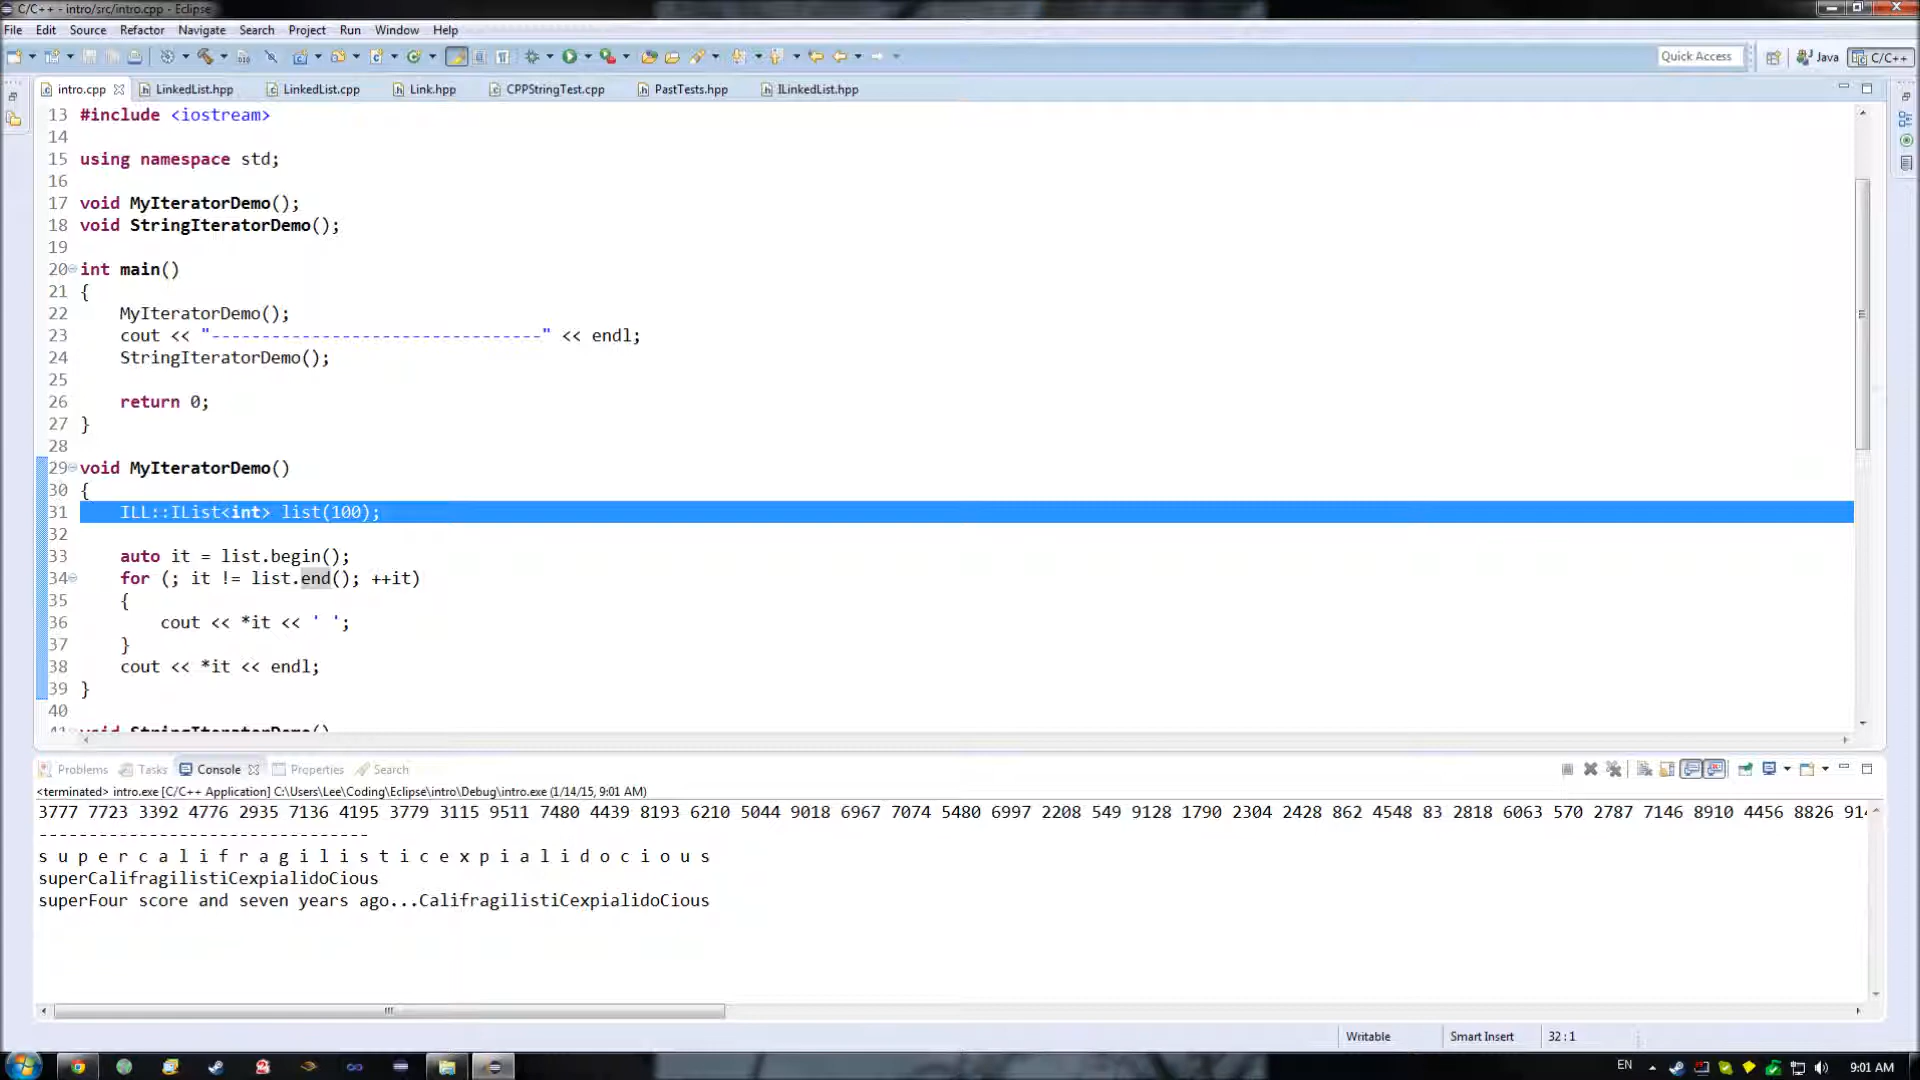 C/C++ - intro/src/intro.cpp - Eclipse
File Edit Source Refactor Navigate Search Project Run Window Help
Quick Access Java C/C++
intro.cpp LinkedList.hpp LinkedList.cpp Link.hpp CPPStringTest.cpp PastTests.hpp ILinkedList.hpp
13 #include <iostream>
14
15 using namespace std;
16
17 void MyIteratorDemo();
18 void StringIteratorDemo();
19
20 int main()
21 {
22 MyIteratorDemo();
23 cout << "---------------------------------" << endl;
24 StringIteratorDemo();
25
26 return 0;
27 }
28
29 void MyIteratorDemo()
30 {
31 ILL::IList<int> list(100);
32
33 auto it = list.begin();
34 for (; it != list.end(); ++it)
35 {
36 cout << *it << ' ';
37 }
38 cout << *it << endl;
39 }
40
41 void StringIteratorDemo()
Problems Tasks Console Properties Search
<terminated> intro.exe [C/C++ Application] C:\Users\Lee\Coding\Eclipse\intro\Debug\intro.exe (1/14/15, 9:01 AM)
3777 7723 3392 4776 2935 7136 4195 3779 3115 9511 7480 4439 8193 6210 5044 9018 6967 7074 5480 6997 2208 549 9128 1790 2304 2428 862 4548 83 2818 6063 570 2787 7146 8910 4456 8826
---------------------------------
s u p e r c a l i f r a g i l i s t i c e x p i a l i d o c i o u s
superCalifragilistiCexpialidoCious
superFour score and seven years ago...CalifragilistiCexpialidoCious
Writable Smart Insert 32 : 1
EN 9:01 AM